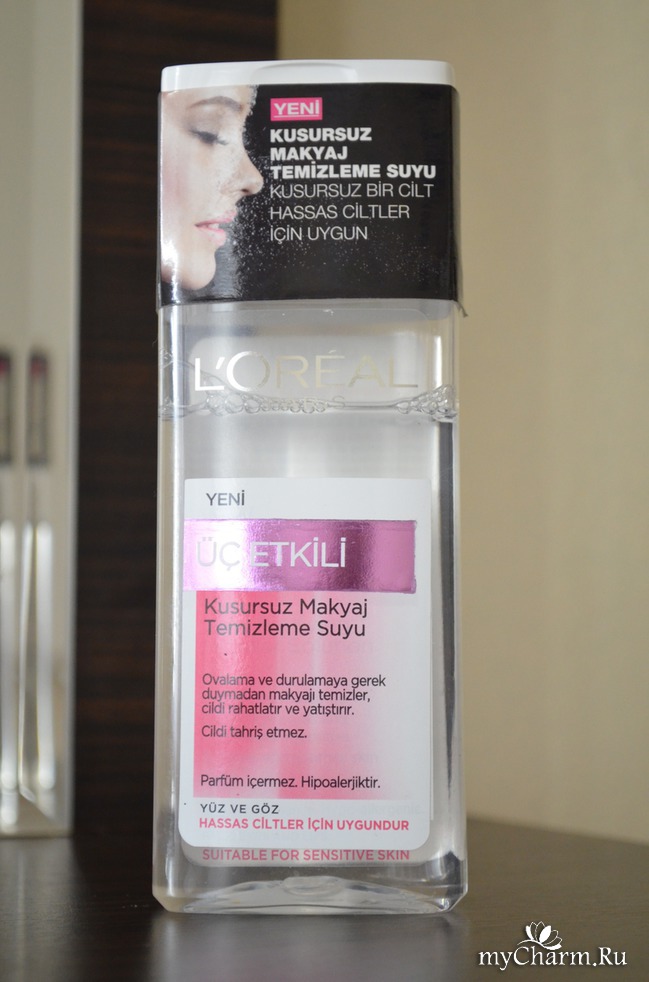 YENİ
KUSURSUZ
MAKYAJ
TEMİZLEME SUYU
KUSURSUZ BİR CİLT
HASSAS CİLTLER
İÇİN UYGUN
L'ORÉAL
YENİ
ÜÇ ETKİLİ
Kusursuz Makyaj
Temizleme Suyu
Ovalama ve durulamaya gerek
duymadan makyajı temizler,
cildi rahatlatır ve yatıştırır.
Cildi tahriş etmez.
Parfüm içermez. Hipoalerjiktir.
YÜZ VE GÖZ
HASSAS CİLTLER İÇİN UYGUNDUR
SUITABLE FOR SENSITIVE SKIN
myCharm.Ru